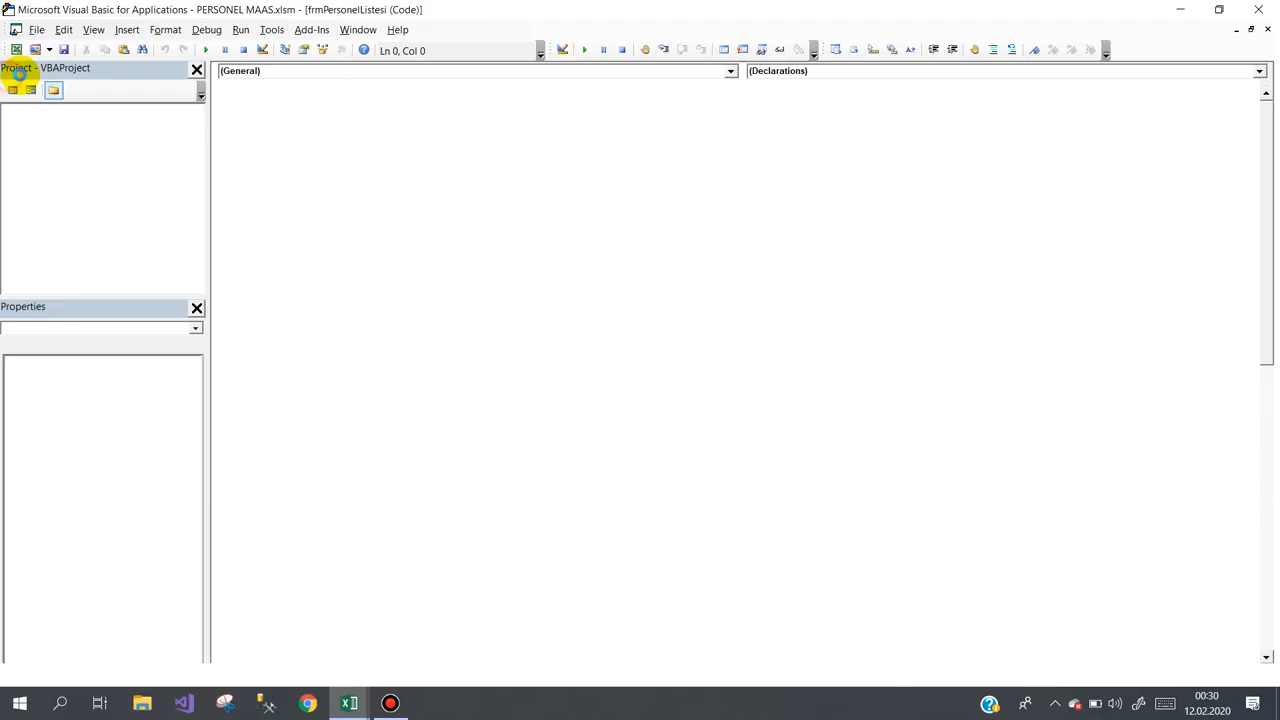 Microsoft Visual Basic for Applications - PERSONEL MAAS.xlsm - [frmPersonelListesi (Code)]
File Edit View Insert Format Debug Run Tools Add-Ins Window Help
Ln 0, Col 0
Project - VBAProject
(General)
(Declarations)
Properties
00:30
12.02.2020